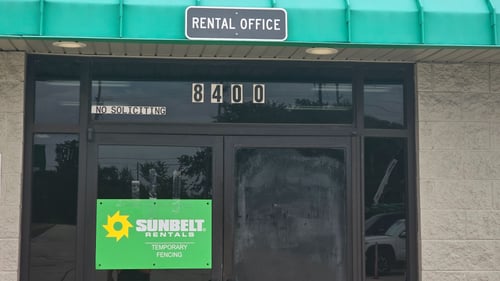 RENTAL OFFICE
8400
NO SOLICITING
SUNBELT
RENTALS
TEMPORARY
FENCING